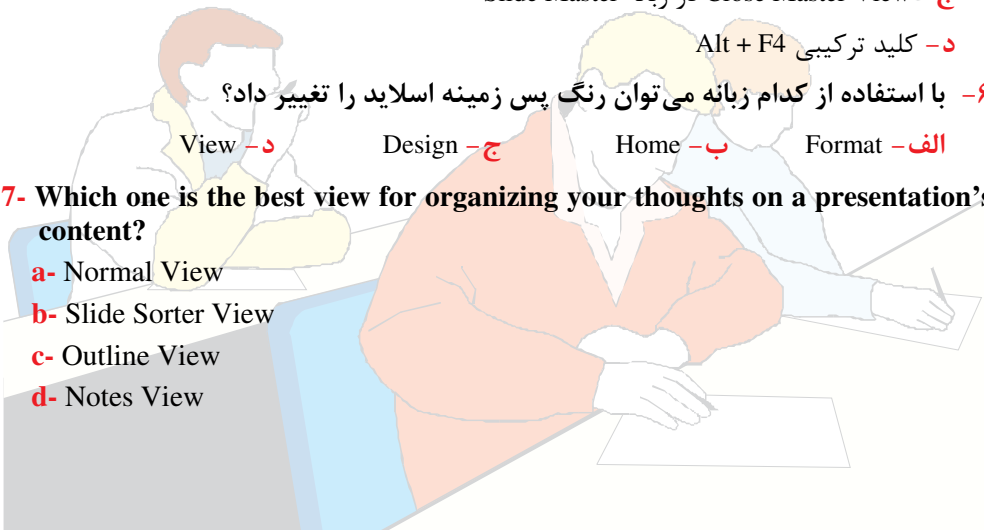 د- کلید ترکیبی Alt + F4
۶- با استفاده از کدام زبانه می‌توان رنگ پس زمینه اسلاید را تغییر داد؟
الف- Format ب- Home ج- Design د- View
7- Which one is the best view for organizing your thoughts on a presentation's
content?
a- Normal View
b- Slide Sorter View
c- Outline View
d- Notes View